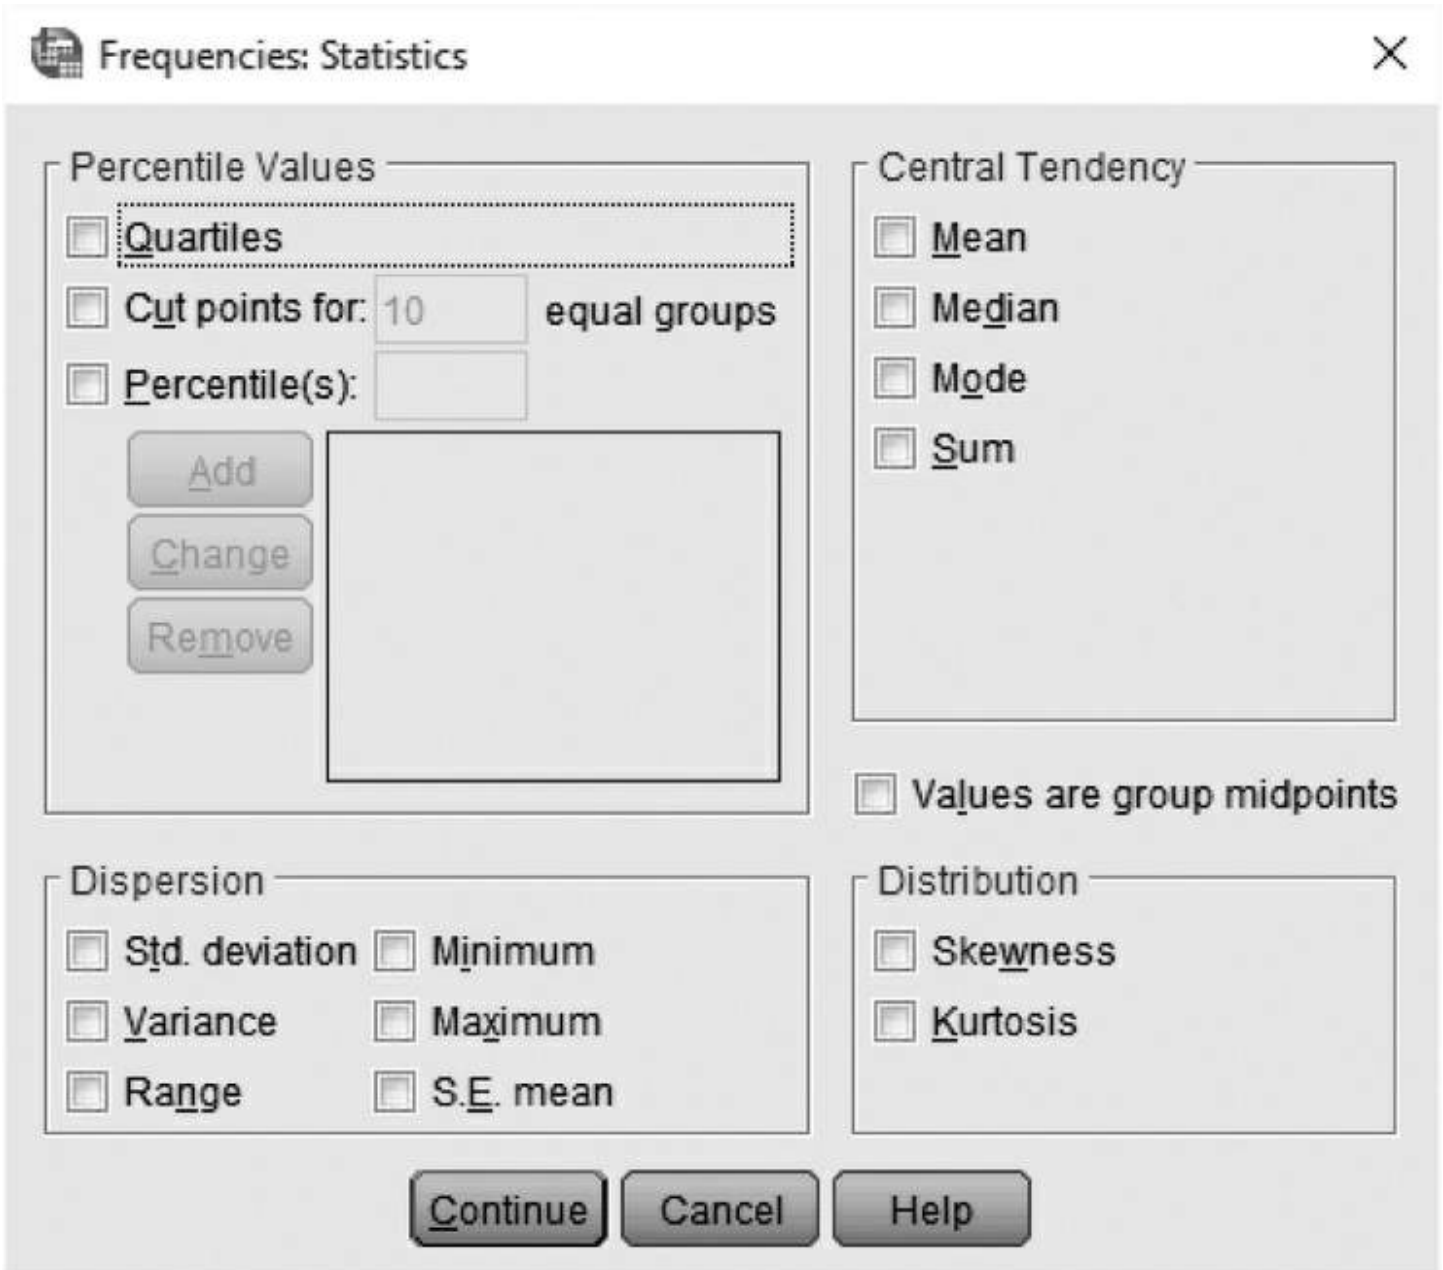 Frequencies: Statistics
Percentile Values
Quartiles
Cut points for: 10 equal groups
Percentile(s):
Add
Change
Remove
Central Tendency
Mean
Median
Mode
Sum
Values are group midpoints
Dispersion
Std. deviation Minimum
Variance Maximum
Range S.E. mean
Distribution
Skewness
Kurtosis
Continue Cancel Help